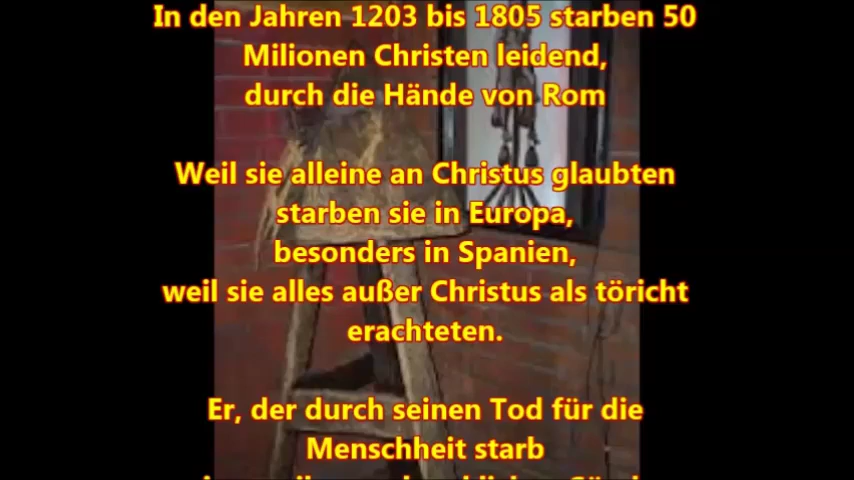 In den Jahren 1203 bis 1805 starben 50
Milionen Christen leidend,
durch die Hände von Rom
Weil sie alleine an Christus glaubten
starben sie in Europa,
besonders in Spanien,
weil sie alles außer Christus als töricht
erachteten.
Er, der durch seinen Tod für die
Menschheit starb